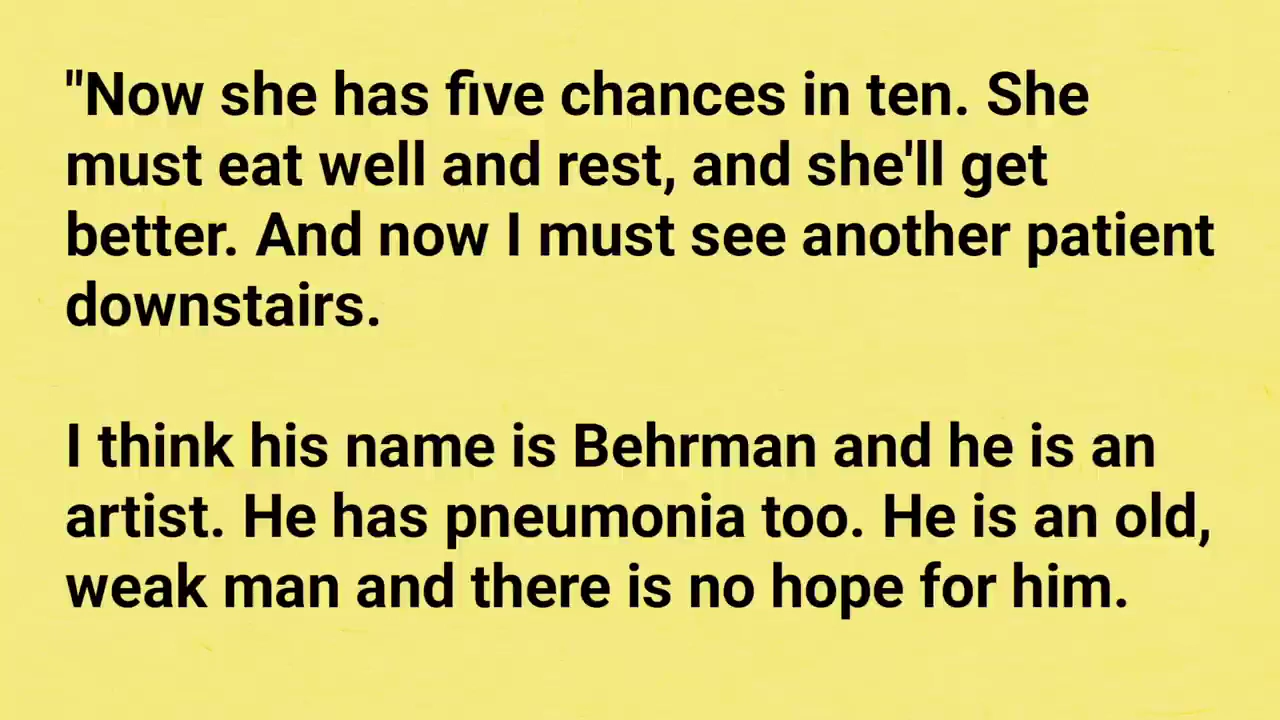 "Now she has five chances in ten. She
must eat well and rest, and she'll get
better. And now I must see another patient
downstairs.
I think his name is Behrman and he is an
artist. He has pneumonia too. He is an old,
weak man and there is no hope for him.